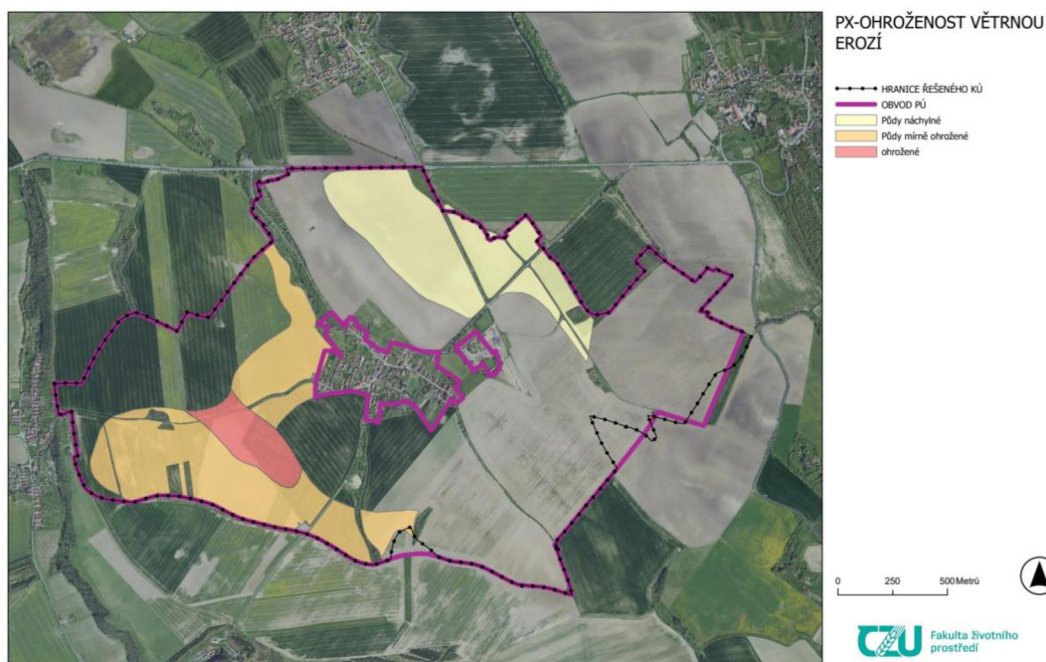 PX-OHROŽENOST VĚTRNOU
EROZÍ
HRANICE ŘEŠENÉHO KÚ
OBVOD PÚ
Půdy náchylné
Půdy mírně ohrožené
ohrožené
0 250 500 Metrů
CZU Fakulta životního
prostředí